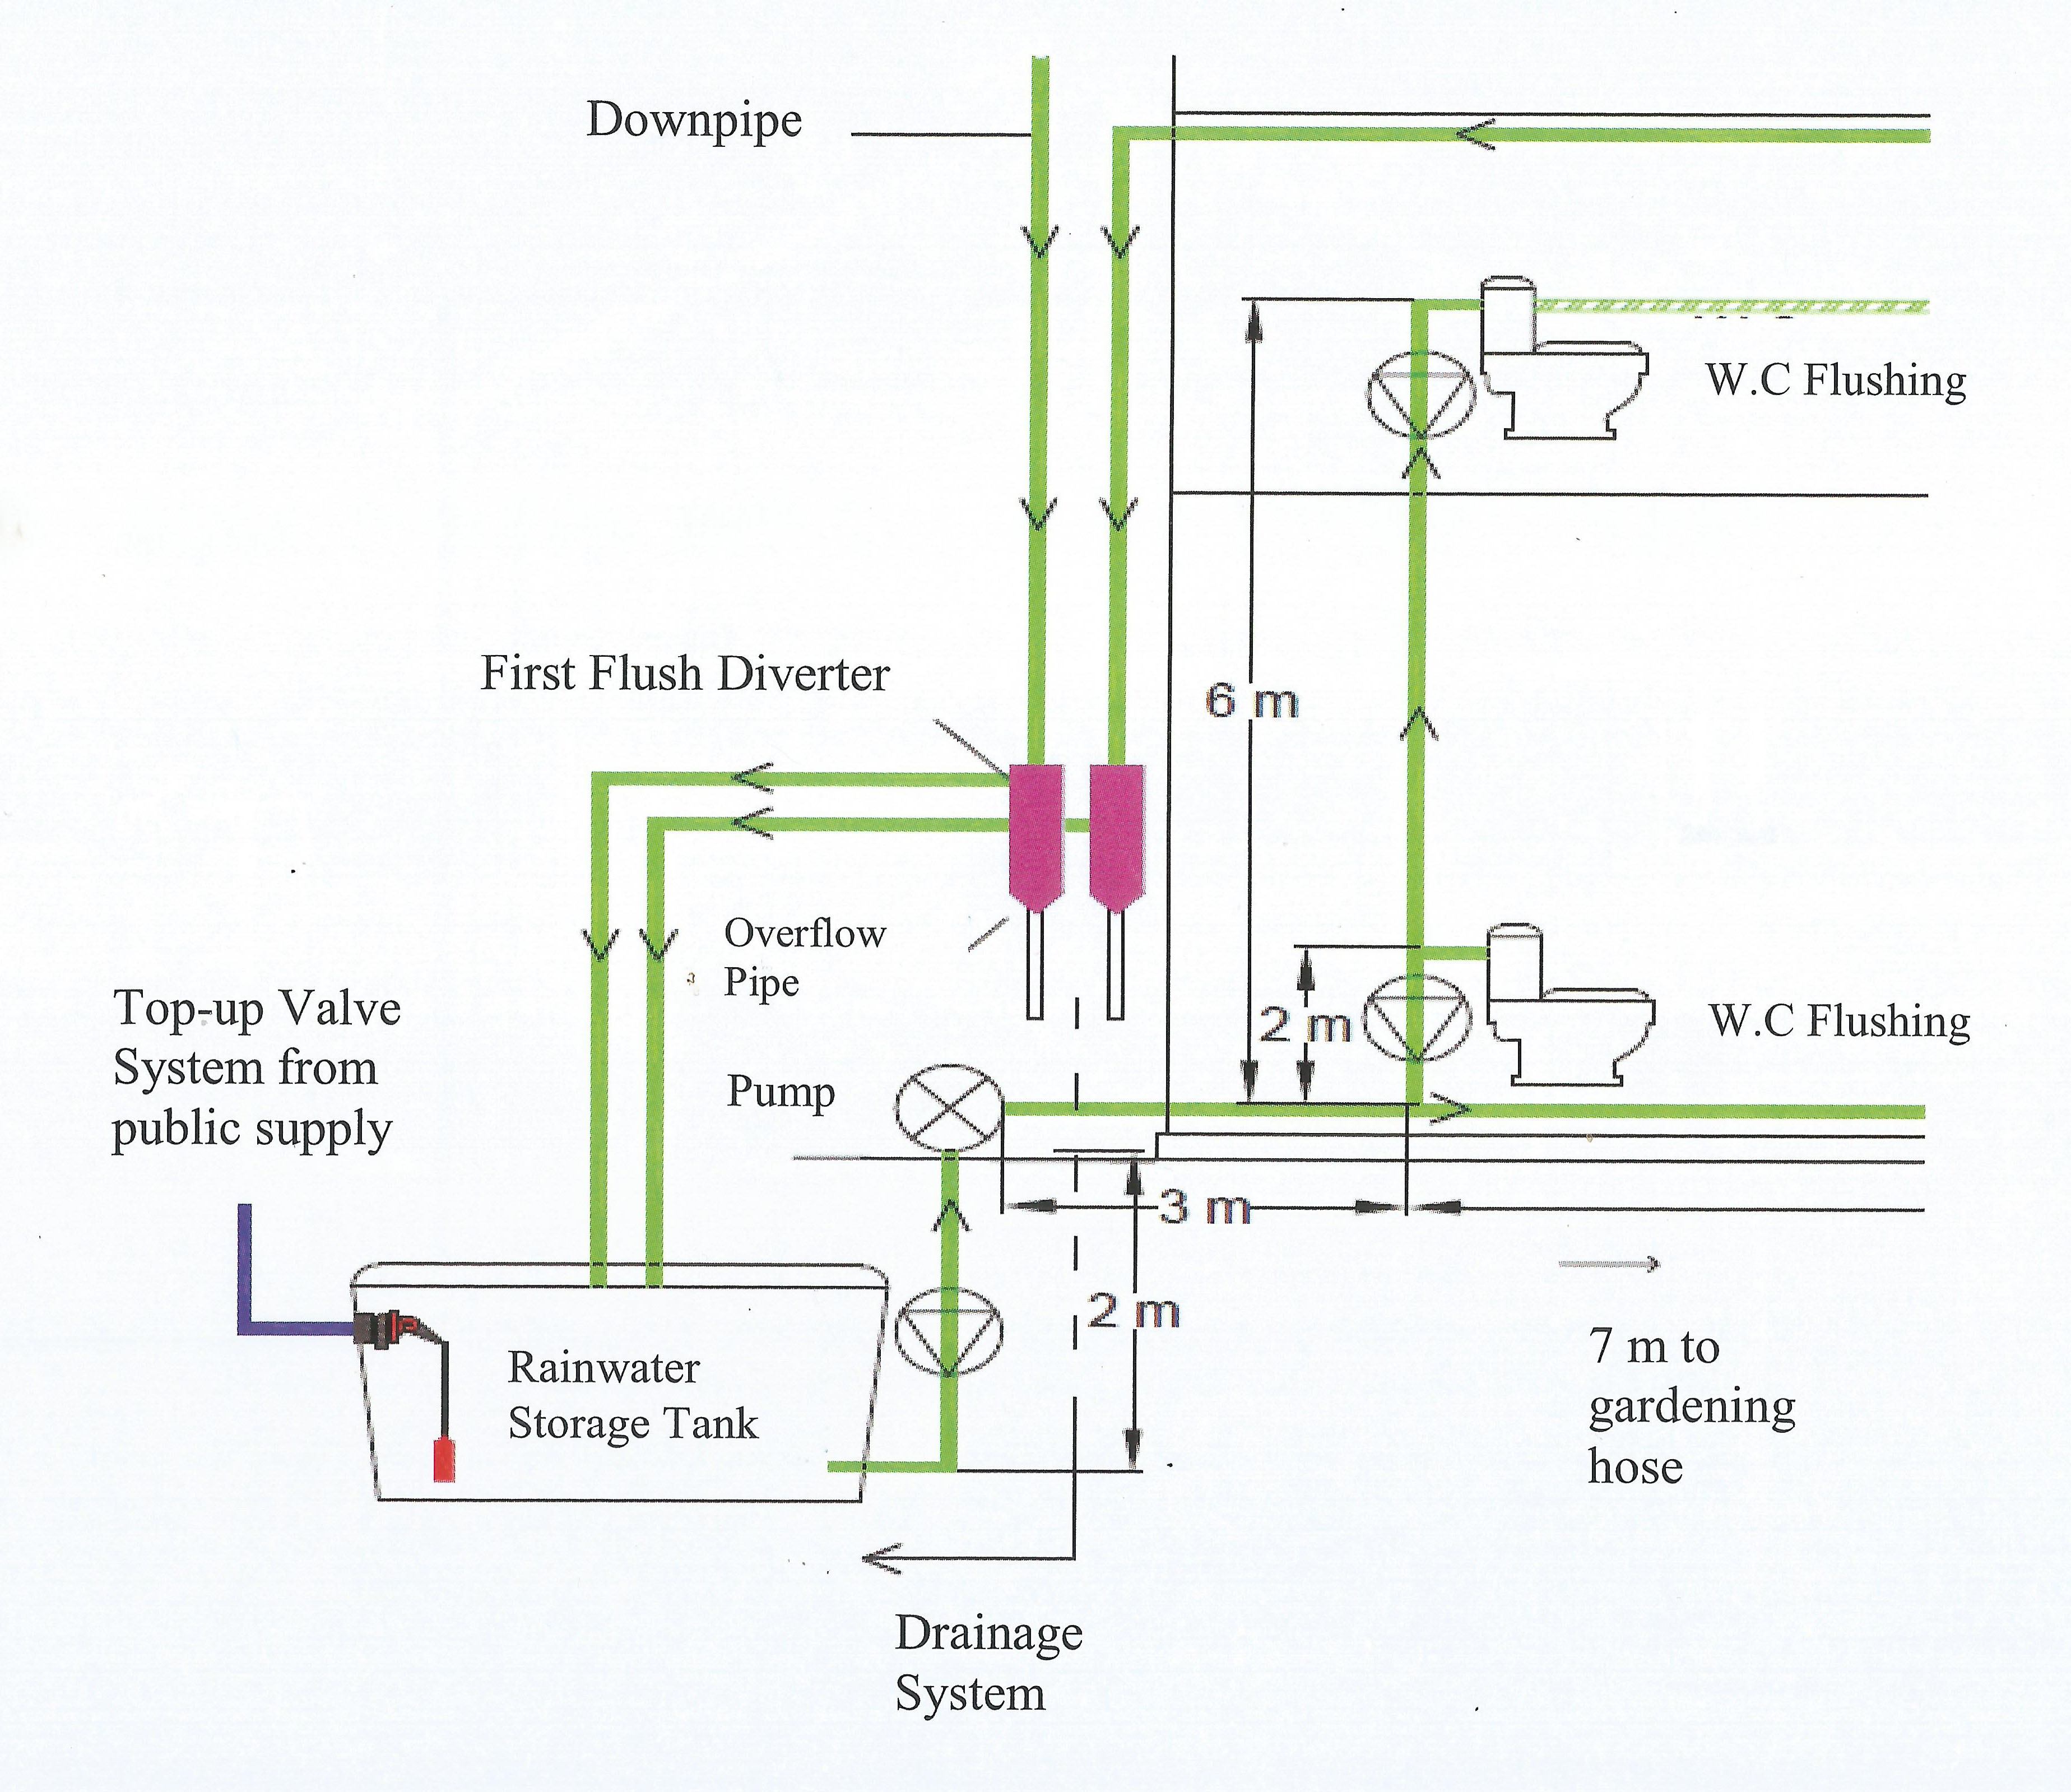 Downpipe
W.C Flushing
First Flush Diverter
6 m
Overflow
Pipe
Top-up Valve
System from
public supply
2 m
W.C Flushing
Pump
3 m
2 m
Rainwater
Storage Tank
7 m to
gardening
hose
Drainage
System